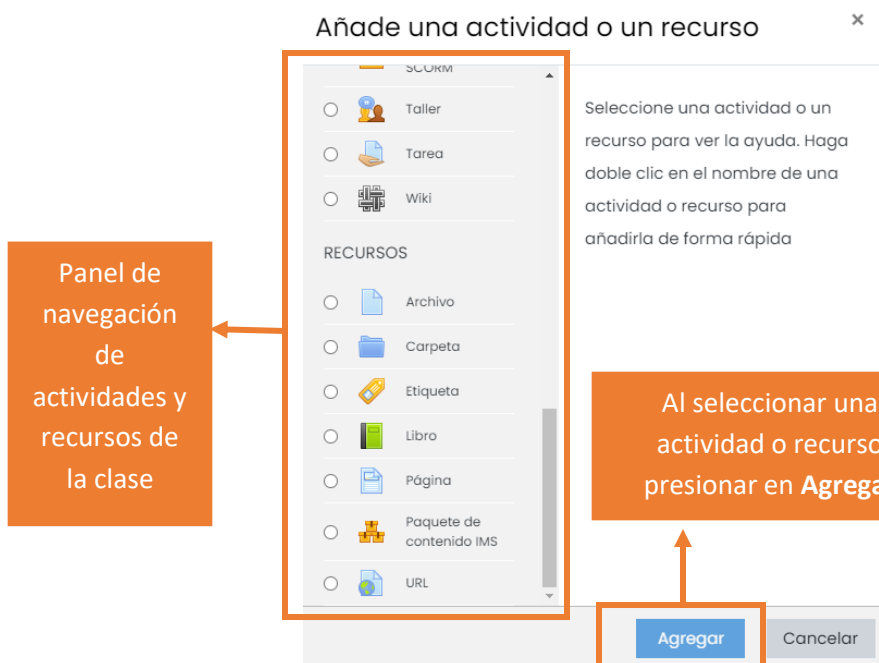 Añade una actividad o un recurso
×
SCORM
Taller
Tarea
Wiki
RECURSOS
Archivo
Carpeta
Etiqueta
Libro
Página
Paquete de
contenido IMS
URL
Seleccione una actividad o un
recurso para ver la ayuda. Haga
doble clic en el nombre de una
actividad o recurso para
añadirla de forma rápida
Panel de
navegación
de
actividades y
recursos de
la clase
Al seleccionar una
actividad o recurso
presionar en Agrega
Agregar
Cancelar